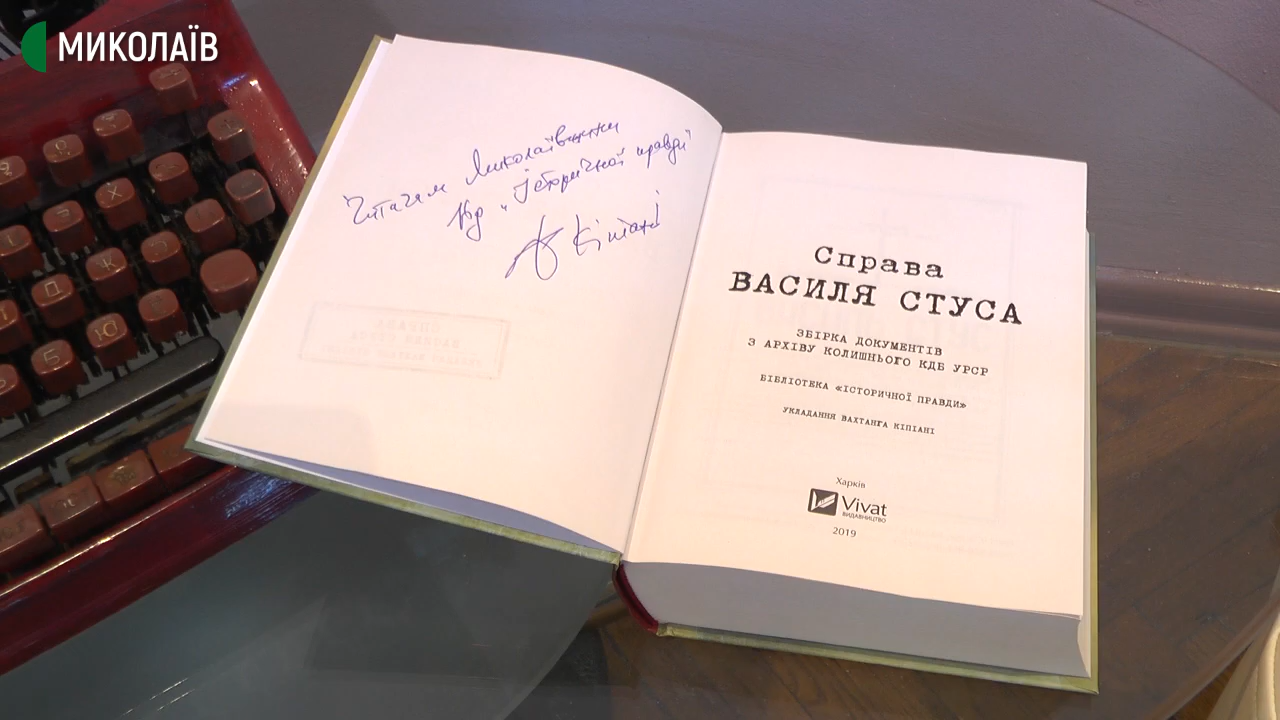 МИКОЛАЇВ
Читачам Миколаївщини
від „Історичної правди"
Кіпіані
Справа
ВАСИЛЯ СТУСА
ЗБІРКА ДОКУМЕНТІВ
З АРХІВУ КОЛИШНЬОГО КДБ УРСР
БІБЛІОТЕКА «ІСТОРИЧНОЇ ПРАВДИ»
УКЛАДАННЯ ВАХТАНГА КІПІАНІ
Харків
Vivat
ВИДАВНИЦТВО
2019